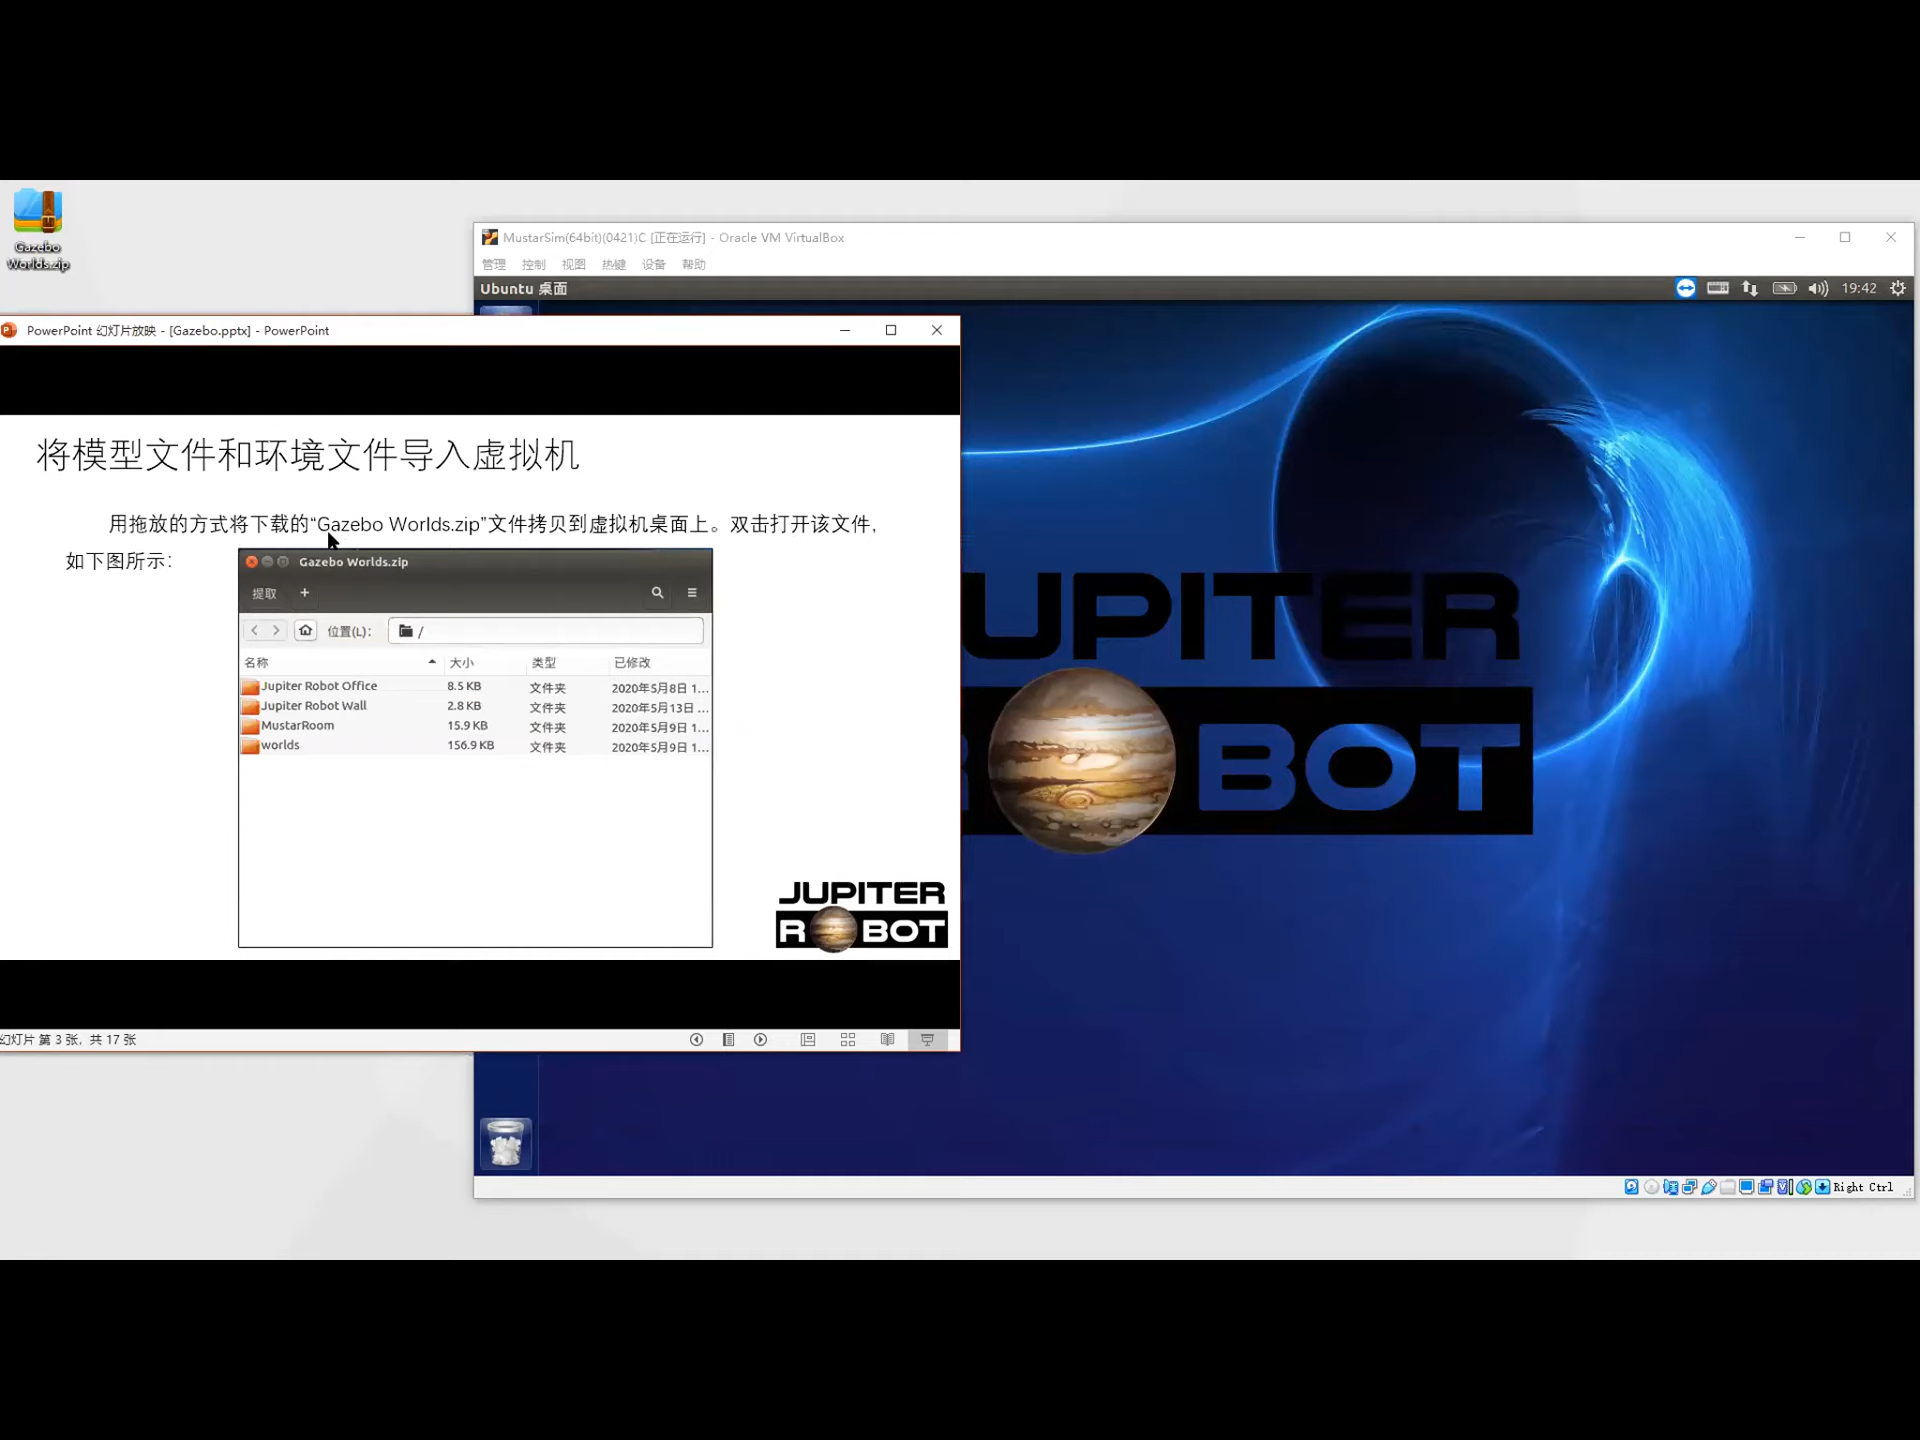 Gazebo
Worlds.zip
MustarSim(64bit)(0421)C [正在运行] - Oracle VM VirtualBox
管理 控制 视图 热键 设备 帮助
Ubuntu 桌面
19:42
PowerPoint 幻灯片放映 - [Gazebo.pptx] - PowerPoint
将模型文件和环境文件导入虚拟机
用拖放的方式将下载的“Gazebo Worlds.zip”文件拷贝到虚拟机桌面上。双击打开该文件,
如下图所示:
Gazebo Worlds.zip
提取 +
位置(L): /
名称 大小 类型 已修改
Jupiter Robot Office 8.5 KB 文件夹 2020年5月8日 1...
Jupiter Robot Wall 2.8 KB 文件夹 2020年5月13日 ...
MustarRoom 15.9 KB 文件夹 2020年5月9日 1...
worlds 156.9 KB 文件夹 2020年5月9日 1...
JUPITER
ROBOT
幻灯片 第 3 张, 共 17 张
UPITER
BOT
Right Ctrl